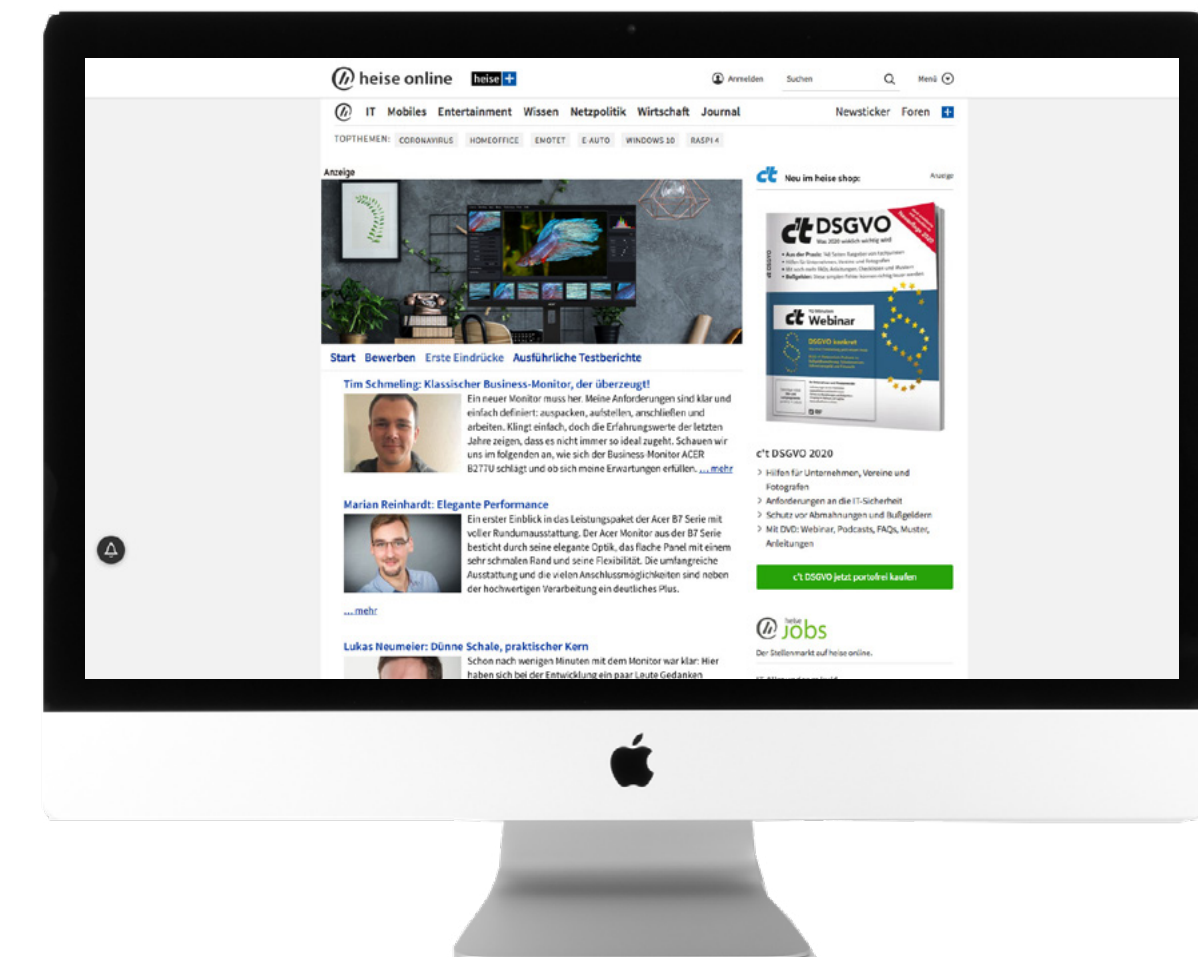 heise online heise +
Anmelden Suchen Menü
IT Mobiles Entertainment Wissen Netzpolitik Wirtschaft Journal Newsticker Foren +
TOPTHEMEN: CORONAVIRUS HOMEOFFICE EMOTET E-AUTO WINDOWS 10 RASPI 4
Anzeige
Start Bewerben Erste Eindrücke Ausführliche Testberichte
Tim Schmeling: Klassischer Business-Monitor, der überzeugt!
Ein neuer Monitor muss her. Meine Anforderungen sind klar und
einfach definiert: auspacken, aufstellen, anschließen und
arbeiten. Klingt einfach, doch die Erfahrungswerte der letzten
Jahre zeigen, dass es nicht immer so ideal zugeht. Schauen wir
uns im folgenden an, wie sich der Business-Monitor ACER
B277U schlägt und ob sich meine Erwartungen erfüllen. ... mehr
Marian Reinhardt: Elegante Performance
Ein erster Einblick in das Leistungspaket der Acer B7 Serie mit
voller Rundumausstattung. Der Acer Monitor aus der B7 Serie
besticht durch seine elegante Optik, das flache Panel mit einem
sehr schmalen Rand und seine Flexibilität. Die umfangreiche
Ausstattung und die vielen Anschlussmöglichkeiten sind neben
der hochwertigen Verarbeitung ein deutliches Plus.
... mehr
Lukas Neumeier: Dünne Schale, praktischer Kern
Schon nach wenigen Minuten mit dem Monitor war klar: Hier
haben sich bei der Entwicklung ein paar Leute Gedanken
c't Neu im heise shop: Anzeige
c't DSGVO
Was 2020 wirklich wichtig wird
c't DSGVO
c't Webinar
DSGVO konkret
c't DSGVO 2020
> Hilfen für Unternehmen, Vereine und
Fotografen
> Anforderungen an die IT-Sicherheit
> Schutz vor Abmahnungen und Bußgeldern
> Mit DVD: Webinar, Podcasts, FAQs, Muster,
Anleitungen
c't DSGVO jetzt portofrei kaufen
heise jobs
Der Stellenmarkt auf heise online.